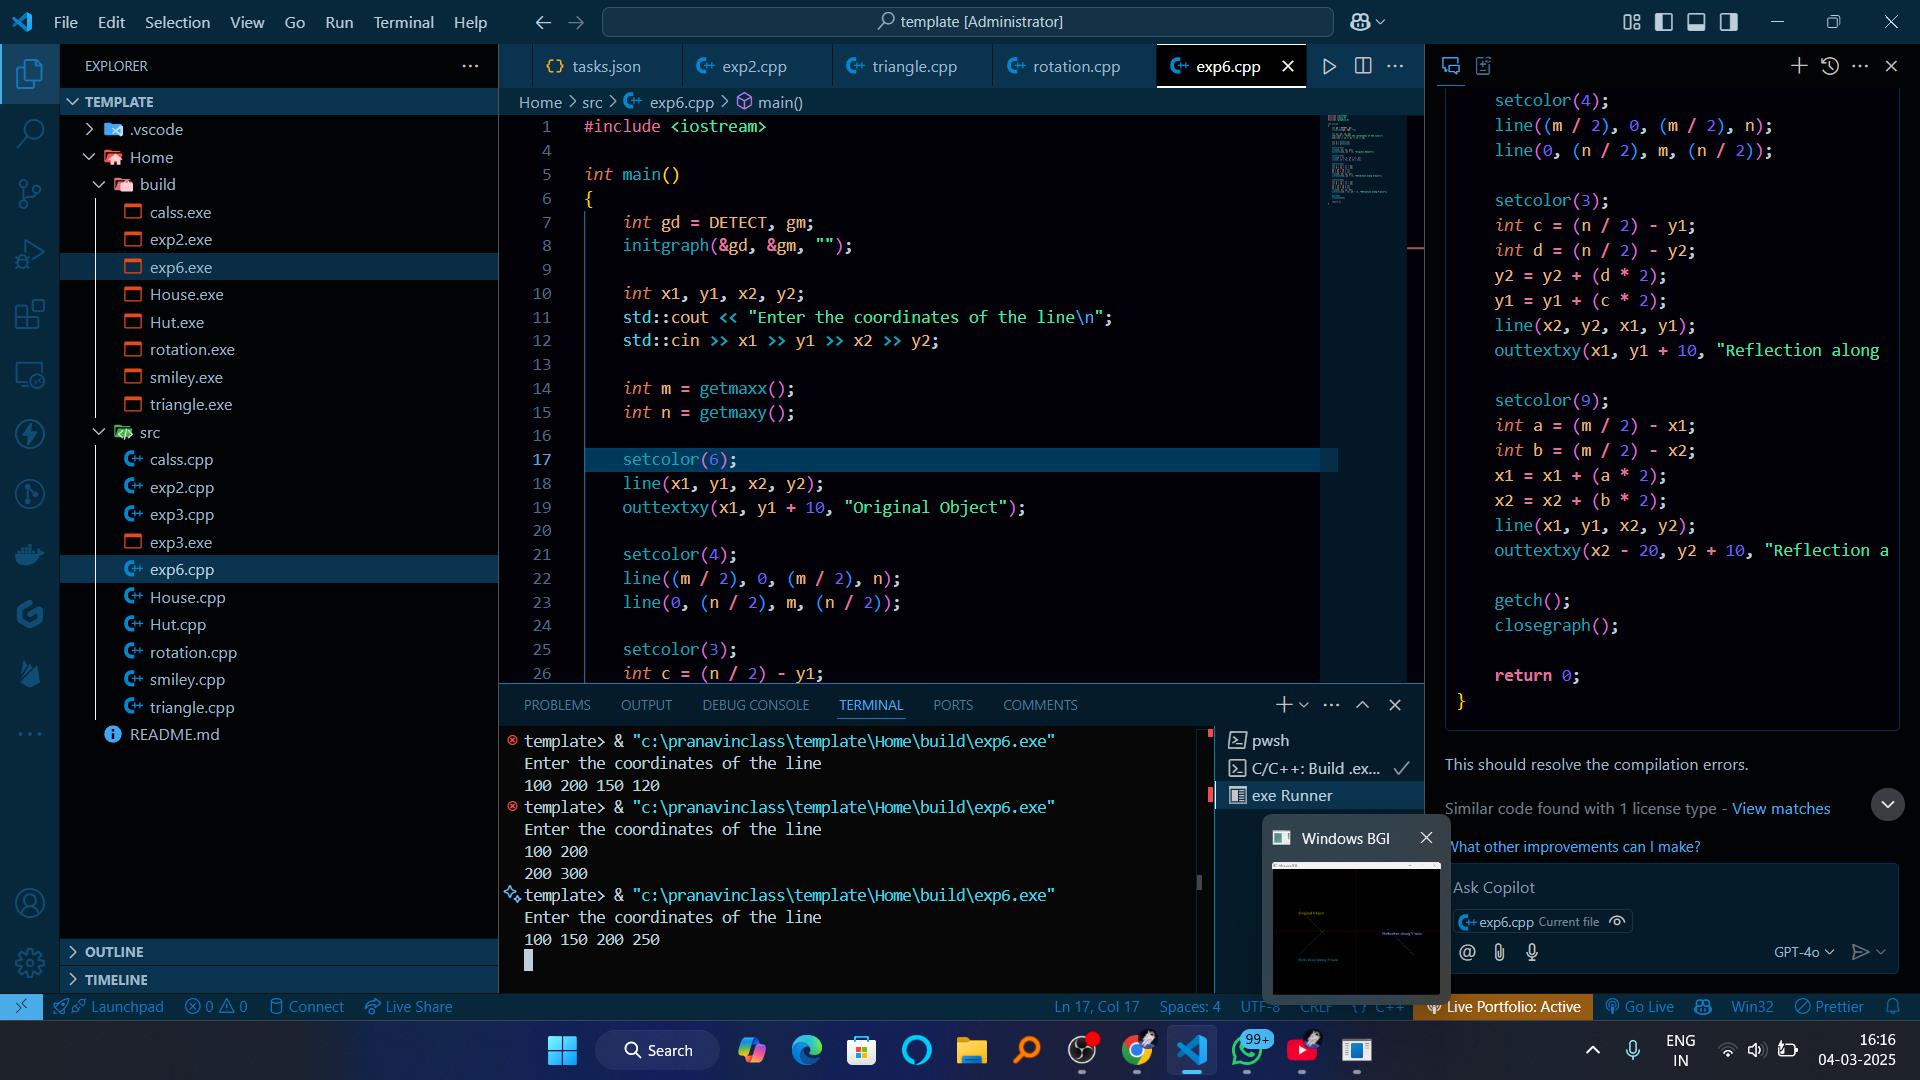 File Edit Selection View Go Run Terminal Help
template [Administrator]
EXPLORER
TEMPLATE
.vscode
Home
build
calss.exe
exp2.exe
exp6.exe
House.exe
Hut.exe
rotation.exe
smiley.exe
triangle.exe
src
calss.cpp
exp2.cpp
exp3.cpp
exp3.exe
exp6.cpp
House.cpp
Hut.cpp
rotation.cpp
smiley.cpp
triangle.cpp
README.md
OUTLINE
TIMELINE
tasks.json exp2.cpp triangle.cpp rotation.cpp exp6.cpp
Home > src > exp6.cpp > main()
1 #include <iostream>
4
5 int main()
6 {
7 int gd = DETECT, gm;
8 initgraph(&gd, &gm, "");
9
10 int x1, y1, x2, y2;
11 std::cout << "Enter the coordinates of the line\n";
12 std::cin >> x1 >> y1 >> x2 >> y2;
13
14 int m = getmaxx();
15 int n = getmaxy();
16
17 setcolor(6);
18 line(x1, y1, x2, y2);
19 outtextxy(x1, y1 + 10, "Original Object");
20
21 setcolor(4);
22 line((m / 2), 0, (m / 2), n);
23 line(0, (n / 2), m, (n / 2));
24
25 setcolor(3);
26 int c = (n / 2) - y1;
PROBLEMS OUTPUT DEBUG CONSOLE TERMINAL PORTS COMMENTS
template> & "c:\pranavinclass\template\Home\build\exp6.exe"
Enter the coordinates of the line
100 200 150 120
template> & "c:\pranavinclass\template\Home\build\exp6.exe"
Enter the coordinates of the line
100 200
200 300
template> & "c:\pranavinclass\template\Home\build\exp6.exe"
Enter the coordinates of the line
100 150 200 250
pwsh
C/C++: Build .ex...
exe Runner
Windows BGI
setcolor(4);
line((m / 2), 0, (m / 2), n);
line(0, (n / 2), m, (n / 2));
setcolor(3);
int c = (n / 2) - y1;
int d = (n / 2) - y2;
y2 = y2 + (d * 2);
y1 = y1 + (c * 2);
line(x2, y2, x1, y1);
outtextxy(x1, y1 + 10, "Reflection along
setcolor(9);
int a = (m / 2) - x1;
int b = (m / 2) - x2;
x1 = x1 + (a * 2);
x2 = x2 + (b * 2);
line(x1, y1, x2, y2);
outtextxy(x2 - 20, y2 + 10, "Reflection a
getch();
closegraph();
return 0;
}
This should resolve the compilation errors.
Similar code found with 1 license type - View matches
What other improvements can I make?
Ask Copilot
exp6.cpp Current file
GPT-4o
Launchpad 0 0 Connect Live Share
Ln 17, Col 17 Spaces: 4 UTF-8 CRLF {} C++ Live Portfolio: Active Go Live Win32 Prettier
Search
99+
ENG
IN
16:16
04-03-2025